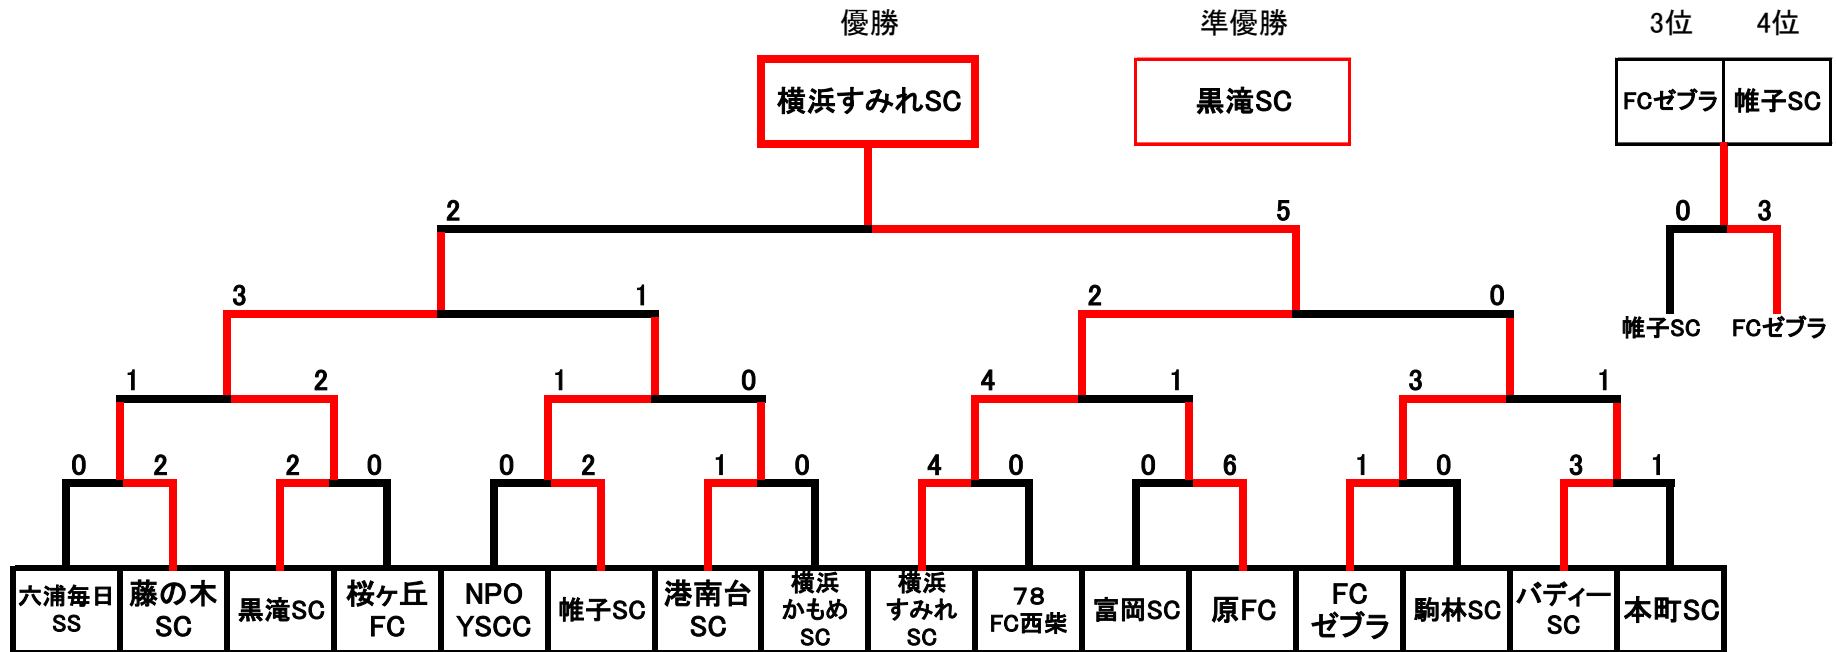 優勝 準優勝 3位 4位
横浜すみれSC 黒滝SC FCゼブラ 帷子SC
2 5 0 3
3 1 2 0
帷子SC FCゼブラ
1 2 1 0 4 1 3 1
0 2 2 0 0 2 1 0 4 0 0 6 1 0 3 1
六浦毎日
SS
藤の木
SC
黒滝SC
桜ヶ丘
FC
NPO
YSCC
帷子SC
港南台
SC
横浜
かもめ
SC
横浜
すみれ
SC
78
FC西柴
富岡SC
原FC
FC
ゼブラ
駒林SC
バディー
SC
本町SC